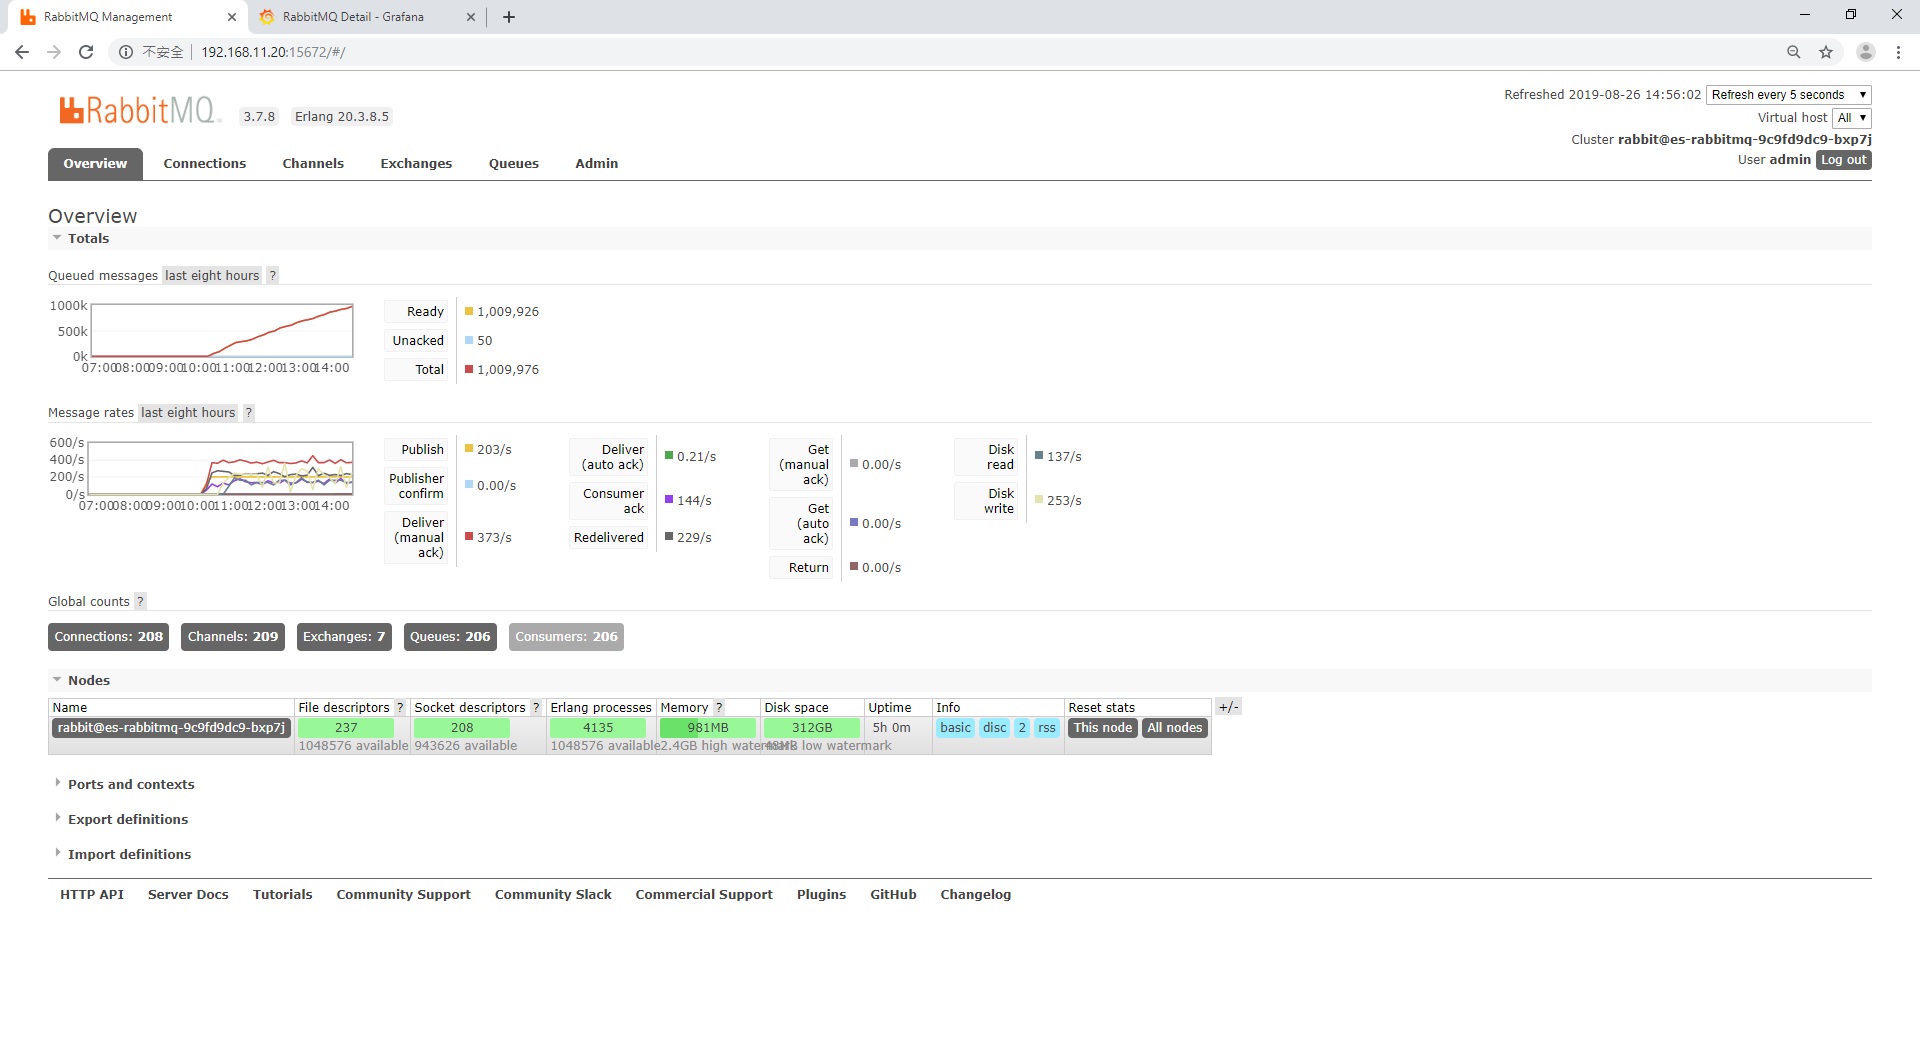 RabbitMQ Management
RabbitMQ Detail - Grafana
不安全 192.168.11.20:15672/#/
RabbitMQ 3.7.8 Erlang 20.3.8.5
Refreshed 2019-08-26 14:56:02 Refresh every 5 seconds
Virtual host All
Cluster rabbit@es-rabbitmq-9c9fd9dc9-bxp7j
User admin Log out
Overview Connections Channels Exchanges Queues Admin
Overview
Totals
Queued messages last eight hours ?
1000k
500k
0k
07:00 08:00 09:00 10:00 11:00 12:00 13:00 14:00
Ready 1,009,926
Unacked 50
Total 1,009,976
Message rates last eight hours ?
600/s
400/s
200/s
0/s
07:00 08:00 09:00 10:00 11:00 12:00 13:00 14:00
Publish 203/s
Publisher
confirm 0.00/s
Deliver
(manual 373/s
ack)
Deliver
(auto ack) 0.21/s
Consumer
ack 144/s
Redelivered 229/s
Get
(manual 0.00/s
ack)
Get
(auto 0.00/s
ack)
Return 0.00/s
Disk
read 137/s
Disk
write 253/s
Global counts ?
Connections: 208 Channels: 209 Exchanges: 7 Queues: 206 Consumers: 206
Nodes
Name File descriptors ? Socket descriptors ? Erlang processes Memory ? Disk space Uptime Info Reset stats +/-
rabbit@es-rabbitmq-9c9fd9dc9-bxp7j 237 208 4135 981MB 312GB 5h 0m basic disc 2 rss This node All nodes
1048576 available 943626 available 1048576 available 2.4GB high watermark 48MB low watermark
Ports and contexts
Export definitions
Import definitions
HTTP API Server Docs Tutorials Community Support Community Slack Commercial Support Plugins GitHub Changelog